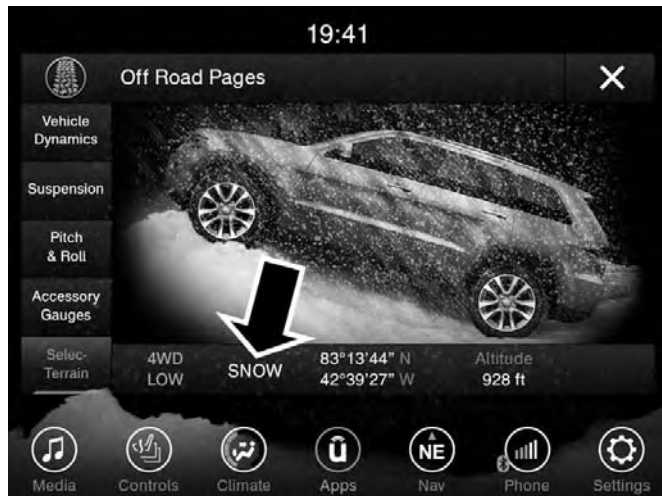 19:41
Off Road Pages
Vehicle
Dynamics
Suspension
Pitch
& Roll
Accessory
Gauges
Selec-
Terrain
4WD
LOW
SNOW
83°13'44" N
42°39'27" W
Altitude
928 ft
û
NE
Media
Controls
Climate
Apps
Nav
Phone
Settings